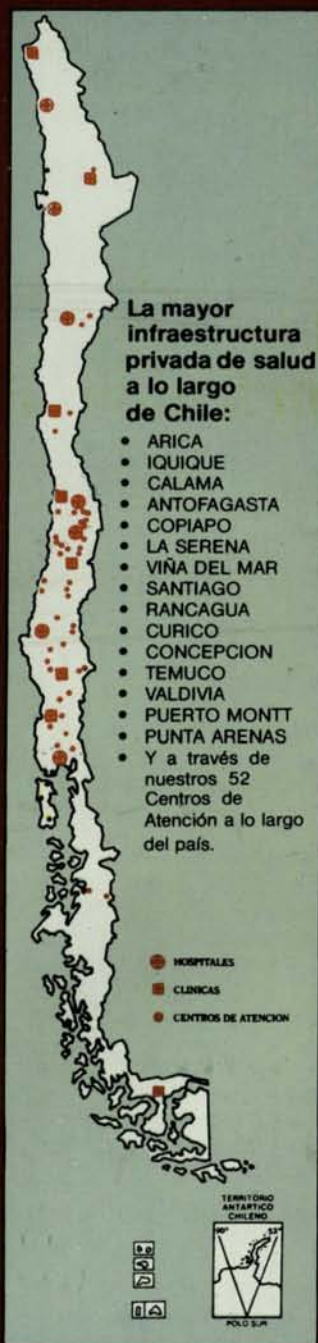 La mayor
infraestructura
privada de salud
a lo largo
de Chile:
• ARICA
• IQUIQUE
• CALAMA
• ANTOFAGASTA
• COPIAPO
• LA SERENA
• VIÑA DEL MAR
• SANTIAGO
• RANCAGUA
• CURICO
• CONCEPCION
• TEMUCO
• VALDIVIA
• PUERTO MONTT
• PUNTA ARENAS
• Y a través de
nuestros 52
Centros de
Atención a lo largo
del país.
HOSPITALES
CLINICAS
CENTROS DE ATENCION
TERRITORIO
ANTARTICO
CHILENO
90° 53°
POLO SUR